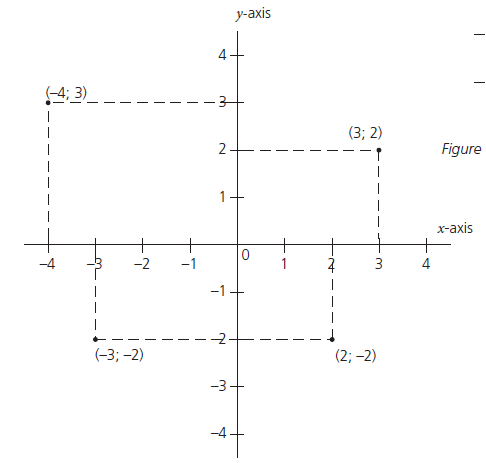 y-axis
4
(–4; 3)
3
(3; 2)
2
Figure
1
x-axis
0
–4 –3 –2 –1 1 2 3 4
–1
–2
(–3; –2) (2; –2)
–3
–4